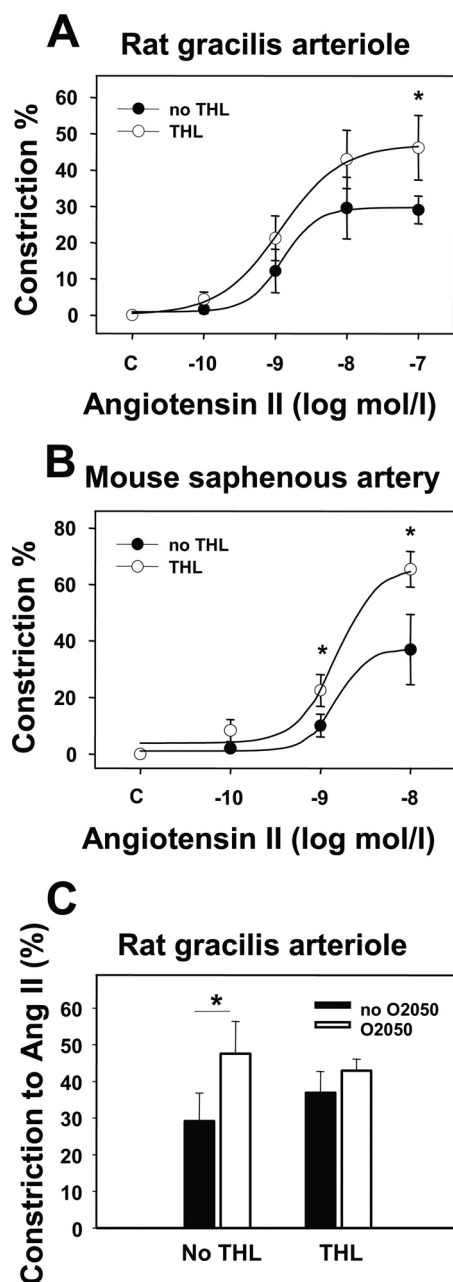 A
Rat gracilis arteriole
Constriction %
60
50
40
30
20
10
0
no THL
THL
*
C -10 -9 -8 -7
Angiotensin II (log mol/l)
B
Mouse saphenous artery
Constriction %
80
60
40
20
0
no THL
THL
*
*
C -10 -9 -8
Angiotensin II (log mol/l)
C
Rat gracilis arteriole
Constriction to Ang II (%)
60
50
40
30
20
10
0
*
no O2050
O2050
No THL THL